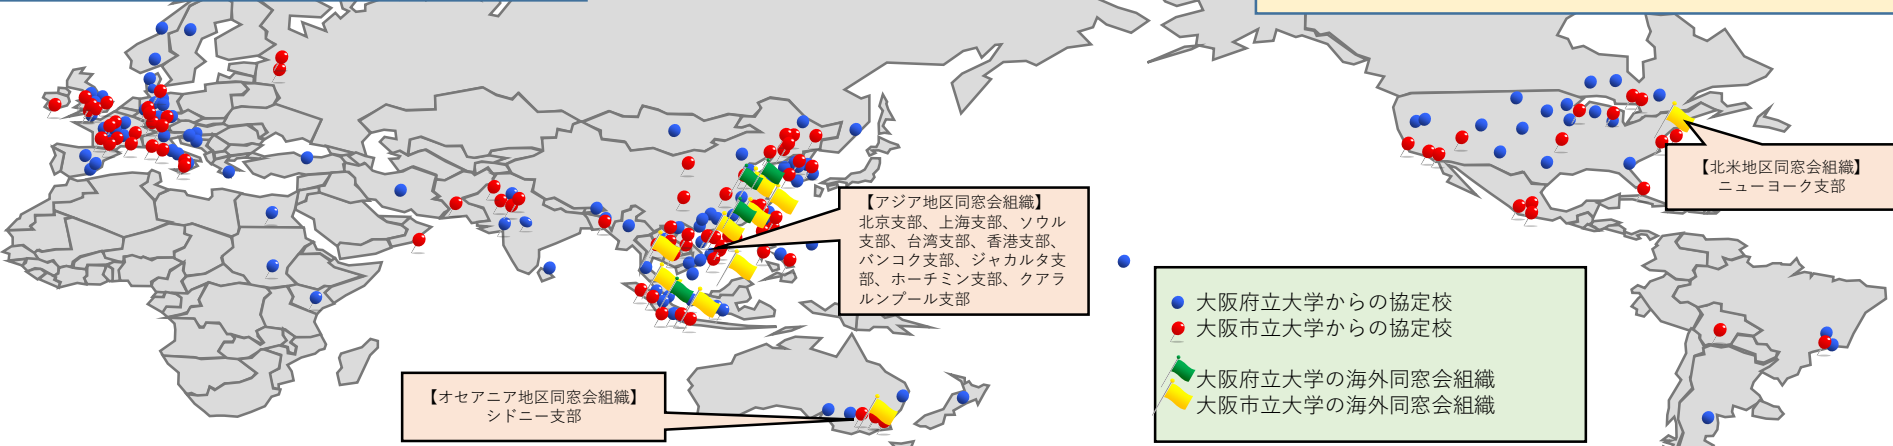 【北米地区同窓会組織】
ニューヨーク支部
【アジア地区同窓会組織】
北京支部、上海支部、ソウル
支部、台湾支部、香港支部、
バンコク支部、ジャカルタ支
部、ホーチミン支部、クアラ
ルンプール支部
大阪府立大学からの協定校
大阪市立大学からの協定校
大阪府立大学の海外同窓会組織
大阪市立大学の海外同窓会組織
【オセアニア地区同窓会組織】
シドニー支部